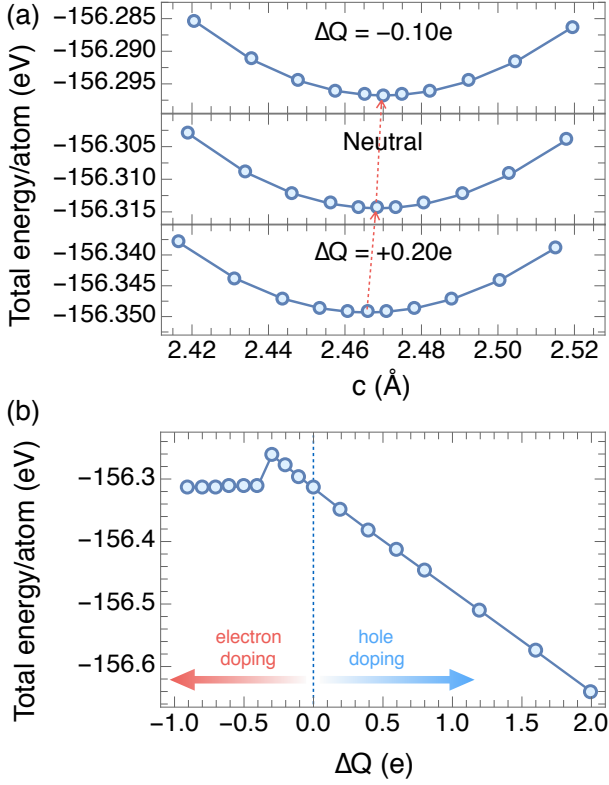 (a)
Total energy/atom (eV)
−156.285
−156.290
−156.295
ΔQ = −0.10e
−156.305
−156.310
−156.315
Neutral
−156.340
−156.345
−156.350
ΔQ = +0.20e
2.42 2.44 2.46 2.48 2.50 2.52
c (Å)
(b)
Total energy/atom (eV)
−156.3
−156.4
−156.5
−156.6
electron
doping
hole
doping
−1.0 −0.5 0.0 0.5 1.0 1.5 2.0
ΔQ (e)